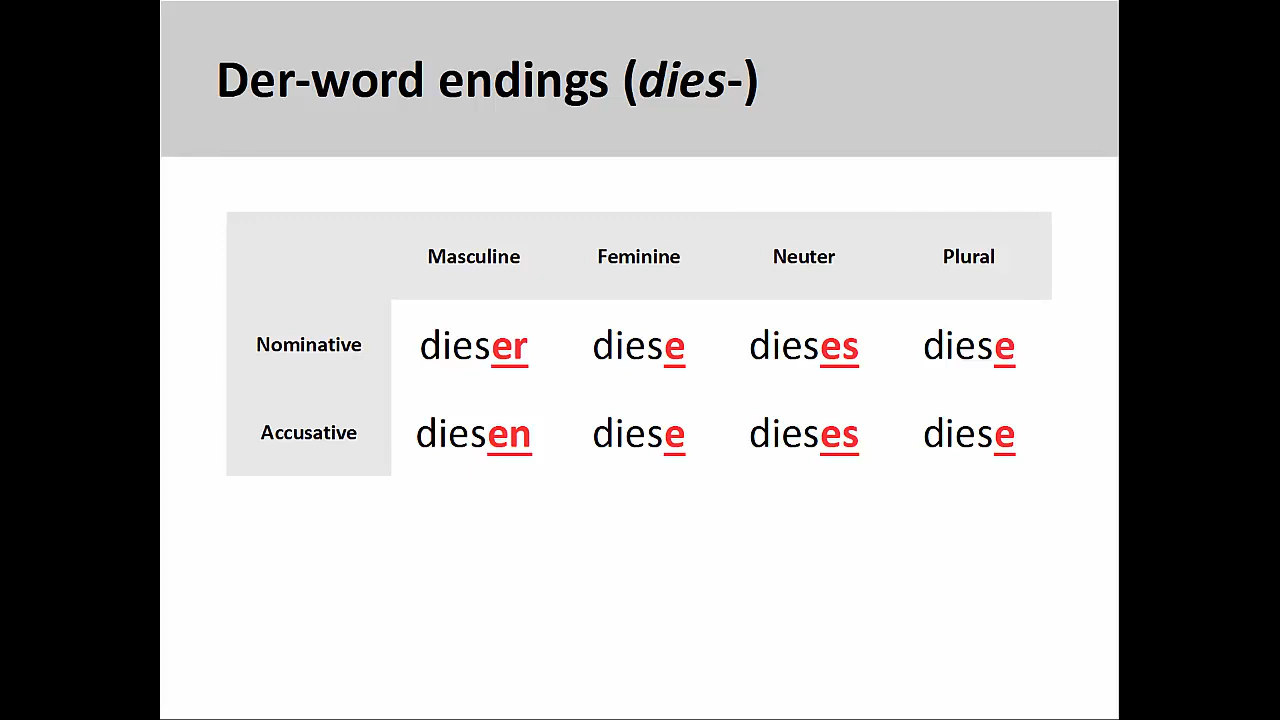 Der-word endings (dies-)
Masculine Feminine Neuter Plural
Nominative dieser diese dieses diese
Accusative diesen diese dieses diese